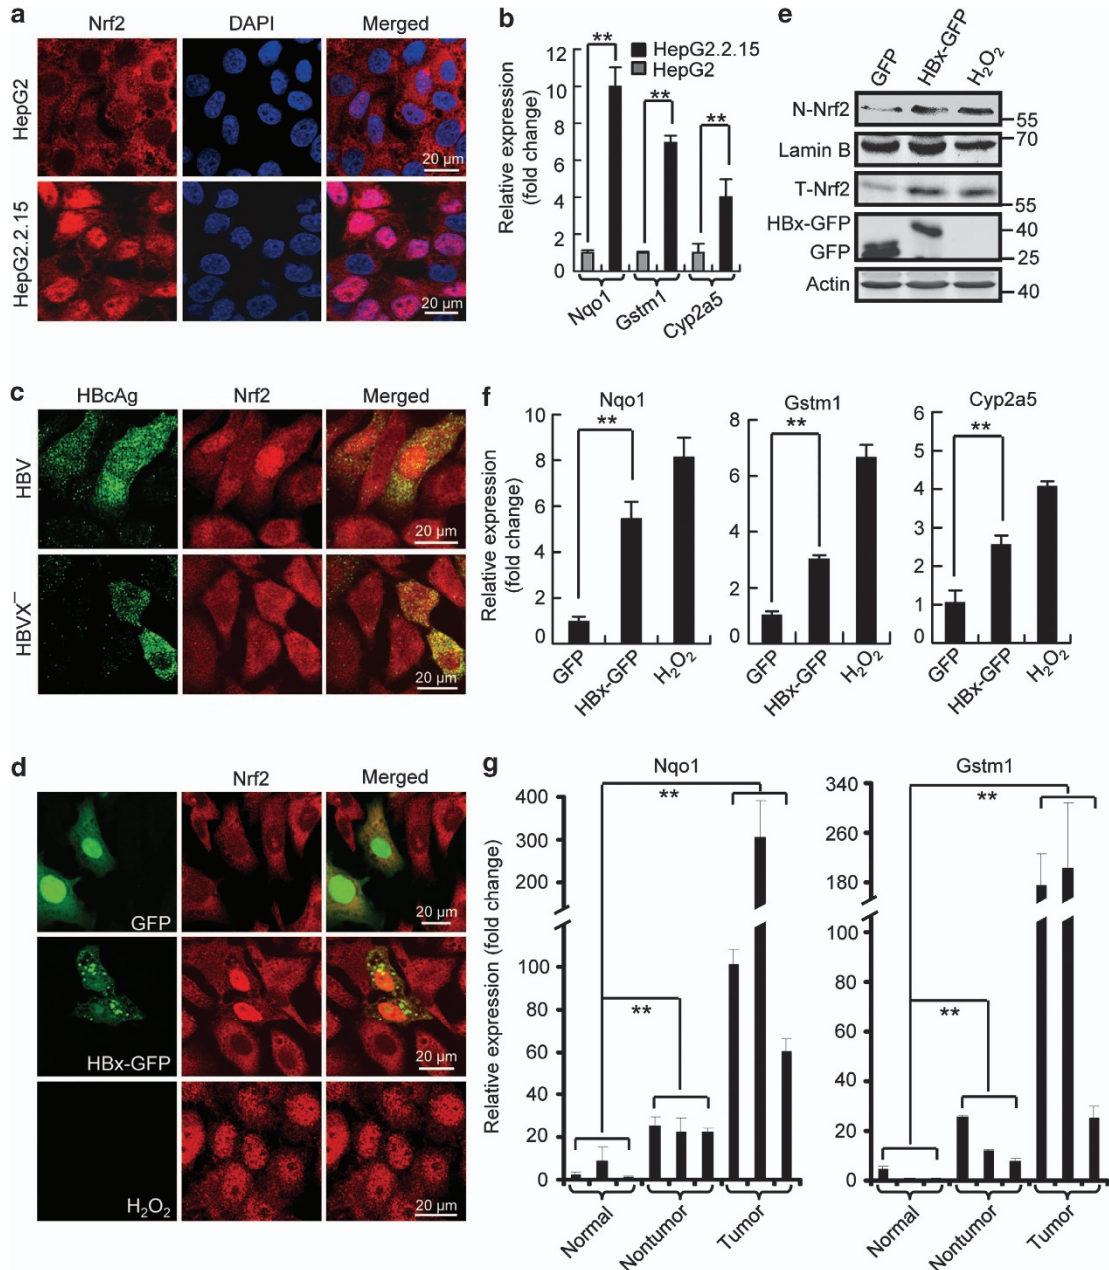 a
Nrf2 DAPI Merged
HepG2
20 µm
HepG2.2.15
20 µm
b
Relative expression
(fold change)
12
10
8
6
4
2
0
** ** **
HepG2.2.15
HepG2
Nqo1 Gstm1 Cyp2a5
e
GFP HBx-GFP H₂O₂
N-Nrf2 55
Lamin B 70
T-Nrf2 55
HBx-GFP 40
GFP 25
Actin 40
c
HBcAg Nrf2 Merged
HBV
20 µm
HBVX⁻
20 µm
f
Relative expression
(fold change)
Nqo1
10
8
6
4
2
0
**
GFP HBx-GFP H₂O₂
Gstm1
8
6
4
2
0
**
GFP HBx-GFP H₂O₂
Cyp2a5
6
5
4
3
2
1
0
**
GFP HBx-GFP H₂O₂
d
Nrf2 Merged
GFP 20 µm
HBx-GFP 20 µm
H₂O₂ 20 µm
g
Relative expression (fold change)
Nqo1
400
300
200
100
80
60
40
20
0
**
**
Normal Nontumor Tumor
Gstm1
340
260
180
100
80
60
40
20
0
**
**
Normal Nontumor Tumor